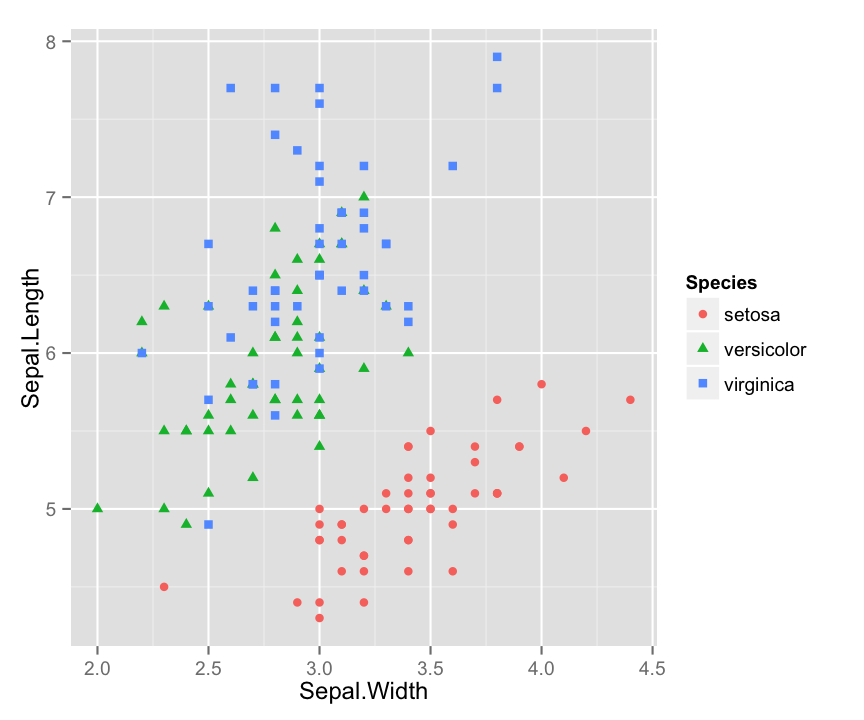 8
7
6
5
Sepal.Length
2.0 2.5 3.0 3.5 4.0 4.5
Sepal.Width
Species
setosa
versicolor
virginica